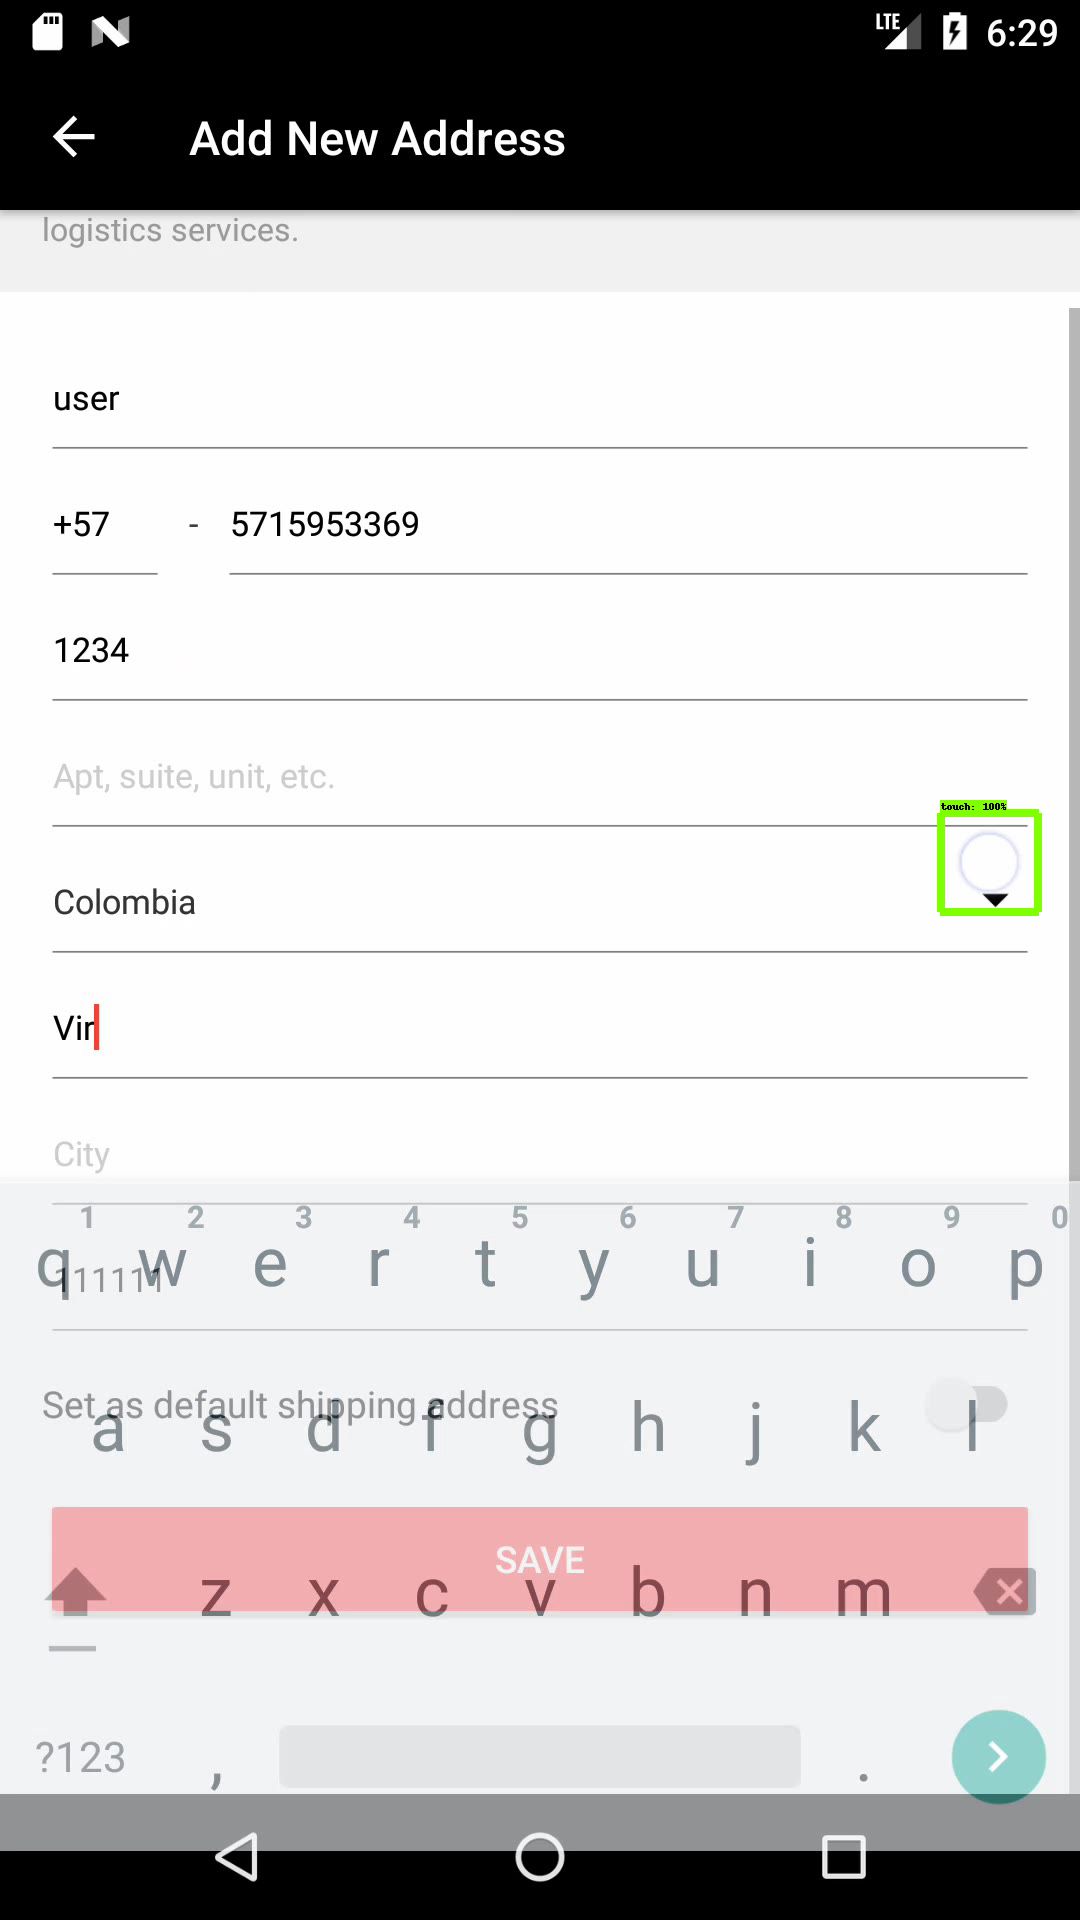 LTE 6:29
Add New Address
logistics services.
user
+57 - 5715953369
1234
Apt, suite, unit, etc.
touch: 100%
Colombia
Vir
City
1 2 3 4 5 6 7 8 9 0
q w e r t y u i o p
111111
Set as default shipping address
a s d f g h j k l
SAVE
z x c v b n m
?123 , .